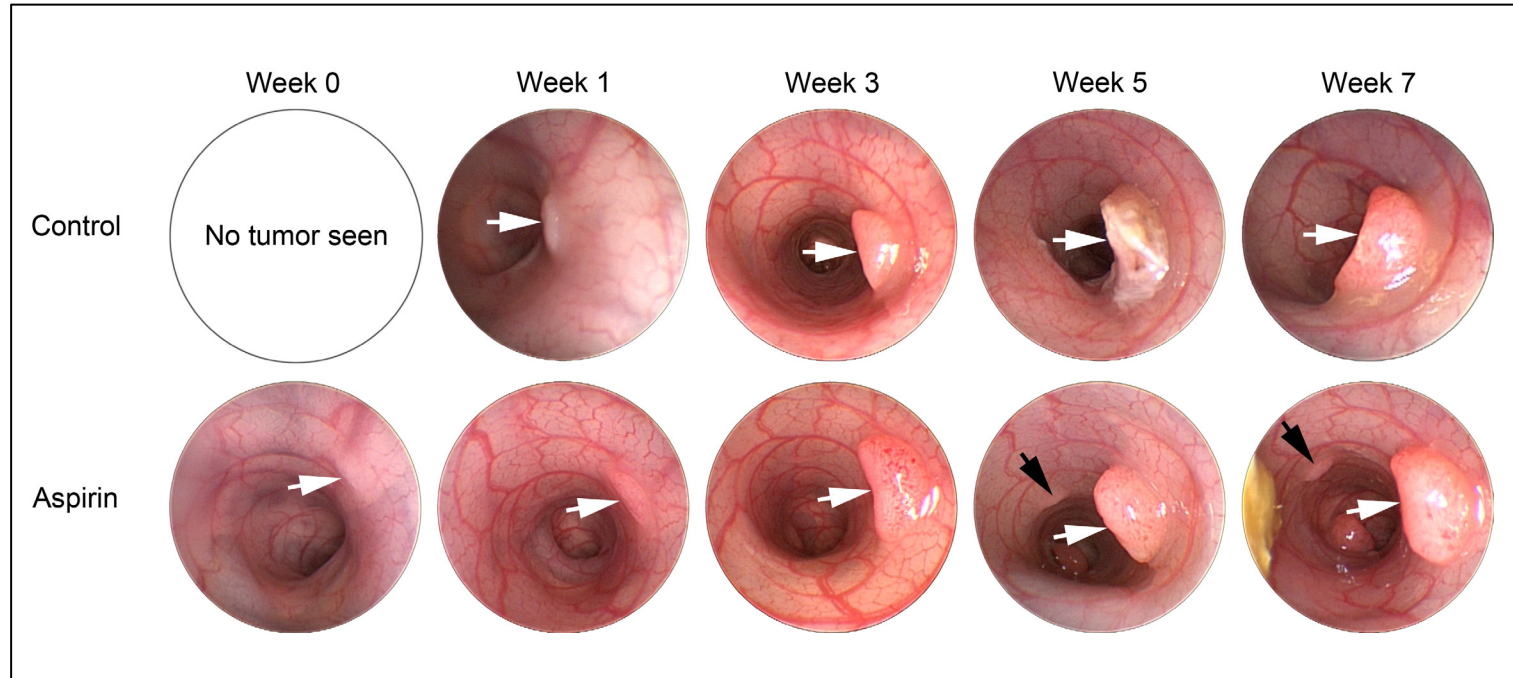 Week 0
Week 1
Week 3
Week 5
Week 7
Control
No tumor seen
Aspirin